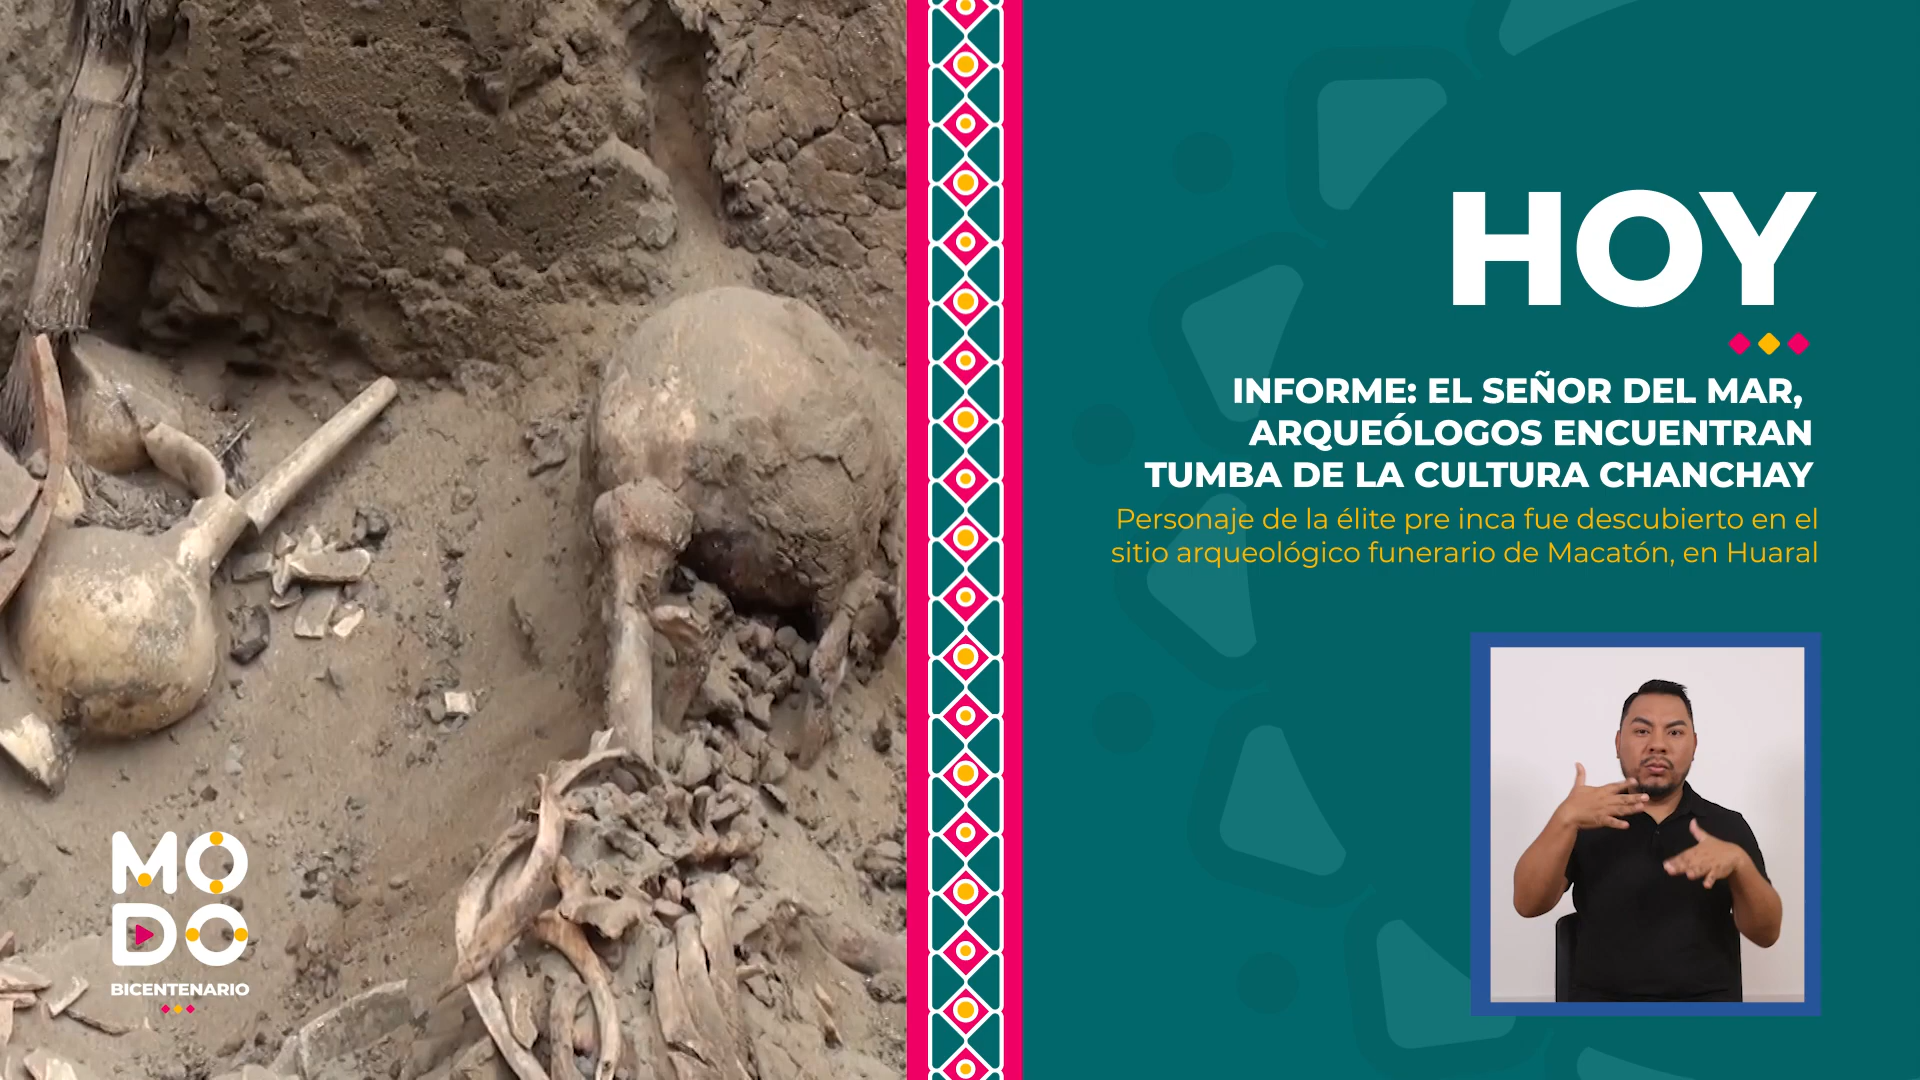 HOY
INFORME: EL SEÑOR DEL MAR,
ARQUEÓLOGOS ENCUENTRAN
TUMBA DE LA CULTURA CHANCHAY
Personaje de la élite pre inca fue descubierto en el
sitio arqueológico funerario de Macatón, en Huaral
MO
DO
BICENTENARIO